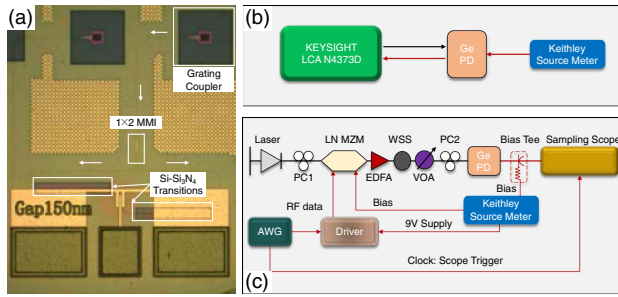 (a)
Grating
Coupler
1×2 MMI
Si-Si₃N₄
Transitions
Gap150nm
(b)
KEYSIGHT
LCA N4373D
Ge
PD
Keithley
Source Meter
Laser
LN MZM
WSS
PC2
Bias Tee
Sampling Scope
Ge
PD
PC1
EDFA
VOA
Bias
RF data
Bias
Keithley
Source Meter
AWG
Driver
9V Supply
Clock: Scope Trigger
(c)